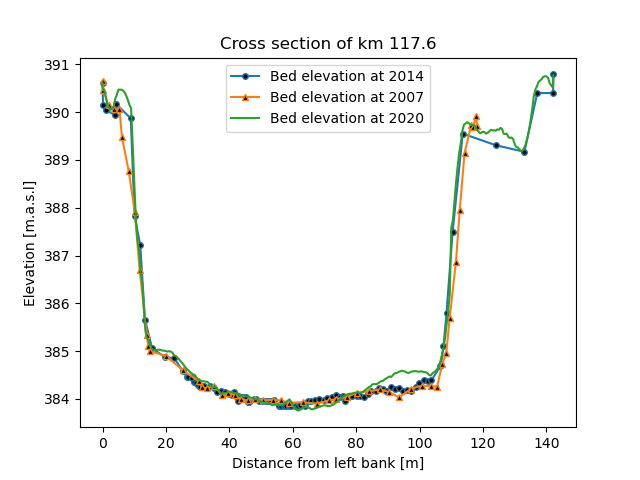 Cross section of km 117.6
Bed elevation at 2014
Bed elevation at 2007
Bed elevation at 2020
Elevation [m.a.s.l]
391
390
389
388
387
386
385
384
0 20 40 60 80 100 120 140
Distance from left bank [m]